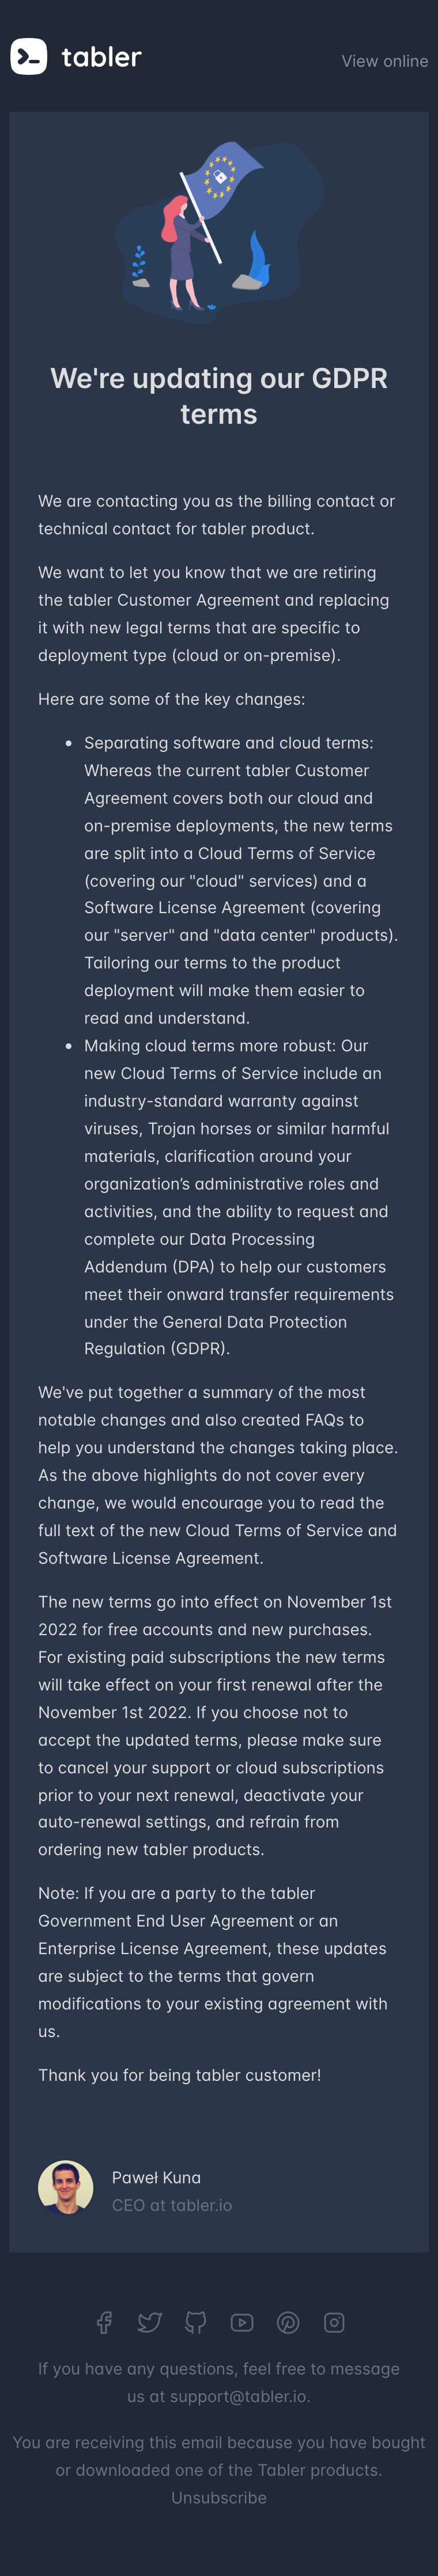 tabler
View online
We're updating our GDPR
terms
We are contacting you as the billing contact or
technical contact for tabler product.
We want to let you know that we are retiring
the tabler Customer Agreement and replacing
it with new legal terms that are specific to
deployment type (cloud or on-premise).
Here are some of the key changes:
• Separating software and cloud terms:
Whereas the current tabler Customer
Agreement covers both our cloud and
on-premise deployments, the new terms
are split into a Cloud Terms of Service
(covering our "cloud" services) and a
Software License Agreement (covering
our "server" and "data center" products).
Tailoring our terms to the product
deployment will make them easier to
read and understand.
• Making cloud terms more robust: Our
new Cloud Terms of Service include an
industry-standard warranty against
viruses, Trojan horses or similar harmful
materials, clarification around your
organization’s administrative roles and
activities, and the ability to request and
complete our Data Processing
Addendum (DPA) to help our customers
meet their onward transfer requirements
under the General Data Protection
Regulation (GDPR).
We've put together a summary of the most
notable changes and also created FAQs to
help you understand the changes taking place.
As the above highlights do not cover every
change, we would encourage you to read the
full text of the new Cloud Terms of Service and
Software License Agreement.
The new terms go into effect on November 1st
2022 for free accounts and new purchases.
For existing paid subscriptions the new terms
will take effect on your first renewal after the
November 1st 2022. If you choose not to
accept the updated terms, please make sure
to cancel your support or cloud subscriptions
prior to your next renewal, deactivate your
auto-renewal settings, and refrain from
ordering new tabler products.
Note: If you are a party to the tabler
Government End User Agreement or an
Enterprise License Agreement, these updates
are subject to the terms that govern
modifications to your existing agreement with
us.
Thank you for being tabler customer!
Paweł Kuna
CEO at tabler.io
If you have any questions, feel free to message
us at support@tabler.io.
You are receiving this email because you have bought
or downloaded one of the Tabler products.
Unsubscribe